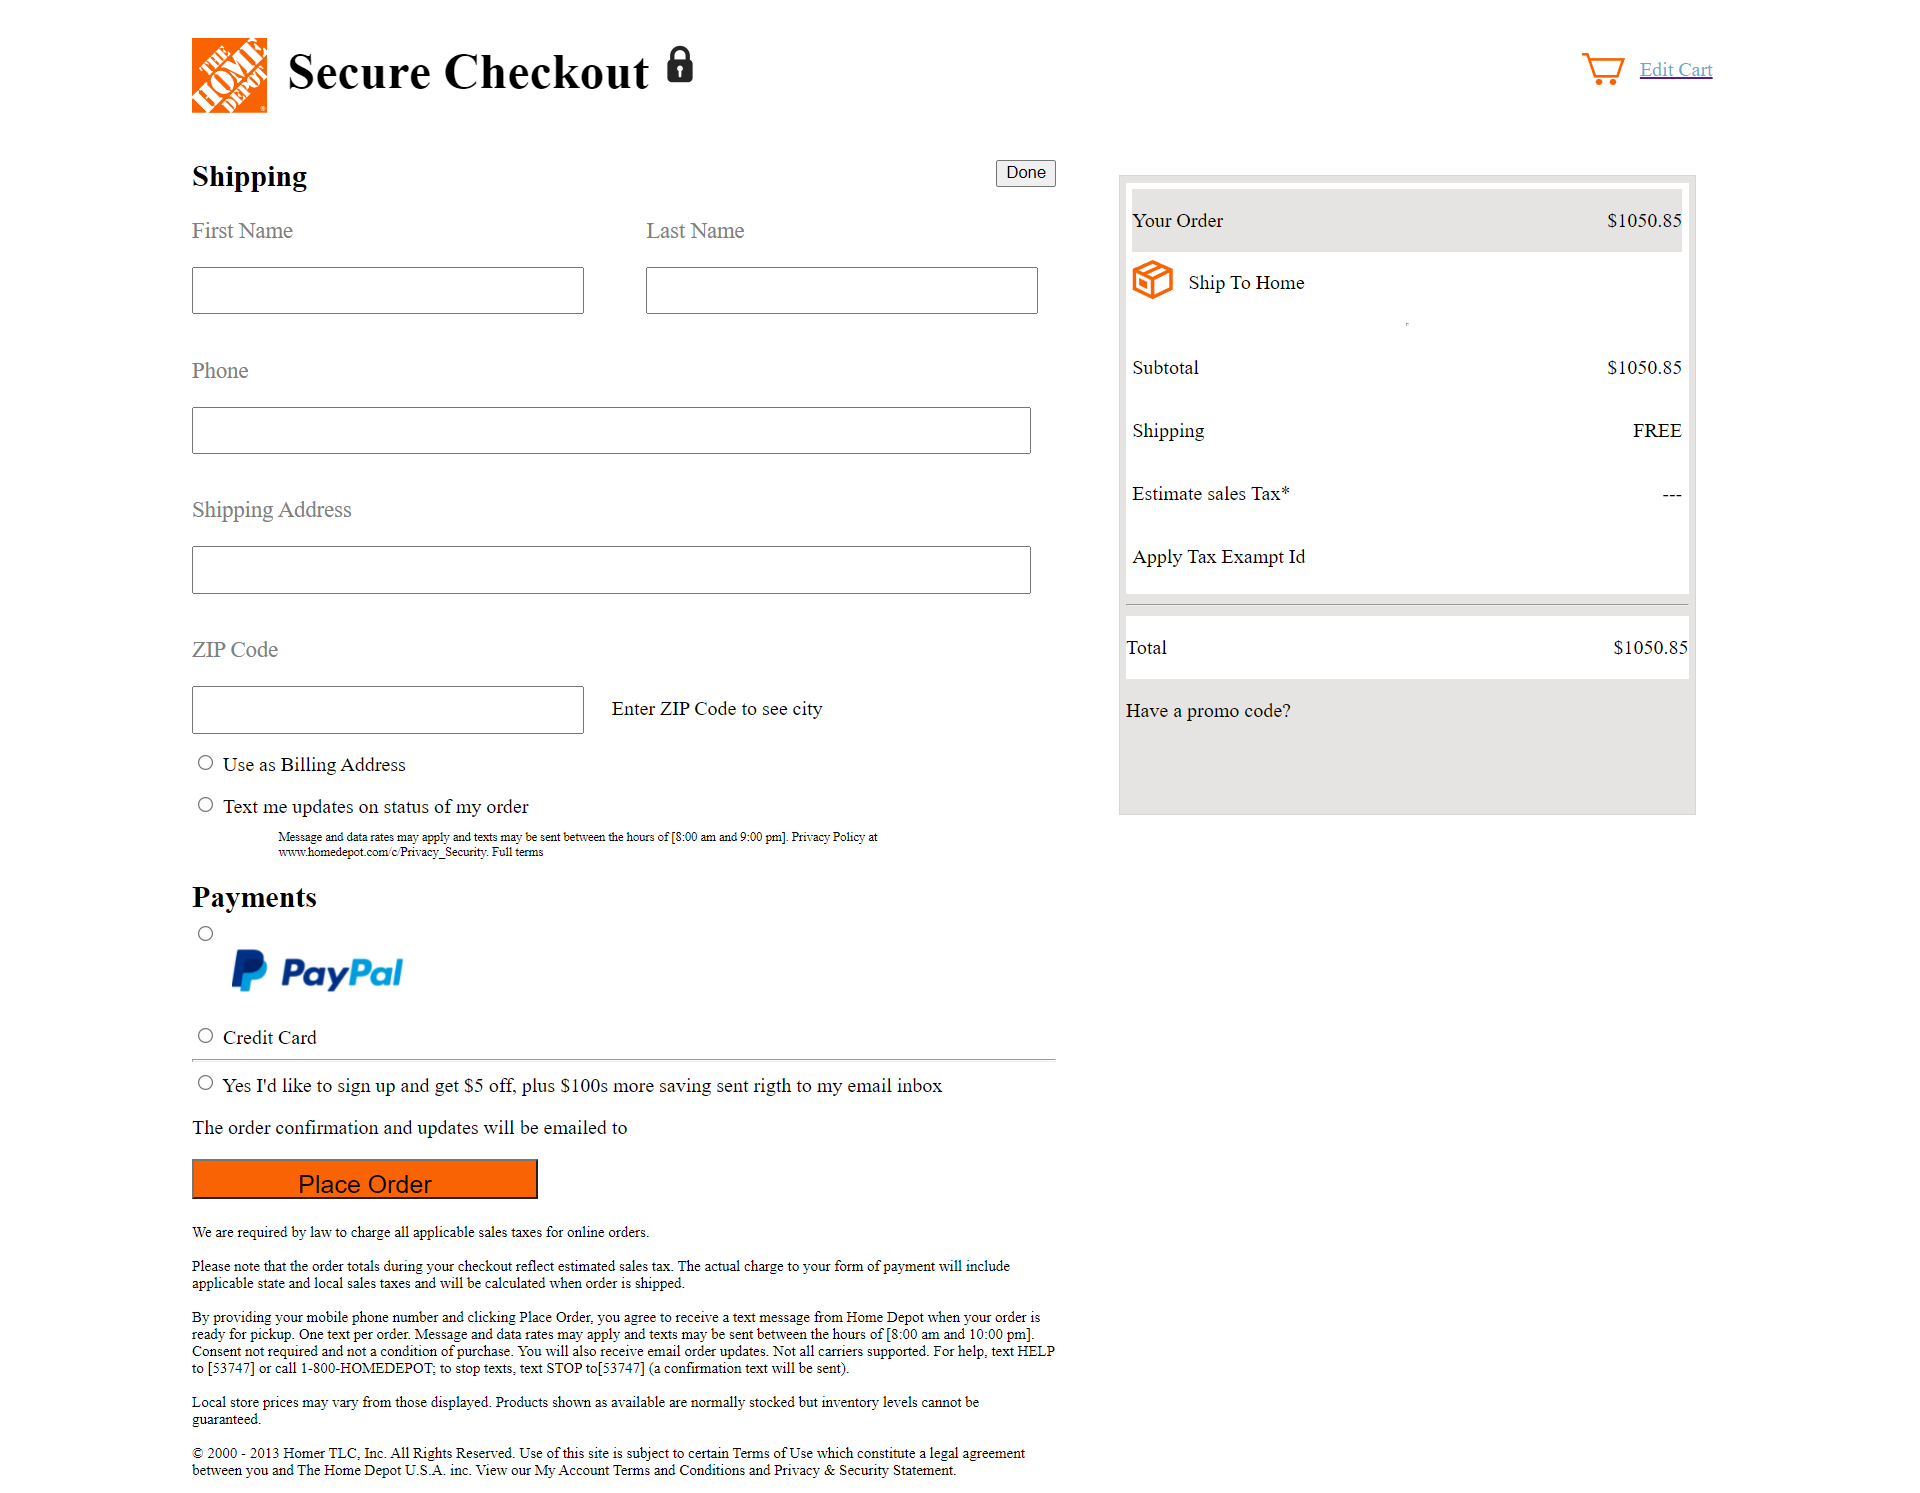 THE HOME DEPOT
Secure Checkout
Edit Cart
Shipping
Done
First Name
Last Name
Phone
Shipping Address
ZIP Code
Enter ZIP Code to see city
Use as Billing Address
Text me updates on status of my order
Message and data rates may apply and texts may be sent between the hours of [8:00 am and 9:00 pm]. Privacy Policy at
www.homedepot.com/c/Privacy_Security. Full terms
Payments
PayPal
Credit Card
Yes I'd like to sign up and get $5 off, plus $100s more saving sent rigth to my email inbox
The order confirmation and updates will be emailed to
Place Order
We are required by law to charge all applicable sales taxes for online orders.
Please note that the order totals during your checkout reflect estimated sales tax. The actual charge to your form of payment will include
applicable state and local sales taxes and will be calculated when order is shipped.
By providing your mobile phone number and clicking Place Order, you agree to receive a text message from Home Depot when your order is
ready for pickup. One text per order. Message and data rates may apply and texts may be sent between the hours of [8:00 am and 10:00 pm].
Consent not required and not a condition of purchase. You will also receive email order updates. Not all carriers supported. For help, text HELP
to [53747] or call 1-800-HOMEDEPOT; to stop texts, text STOP to[53747] (a confirmation text will be sent).
Local store prices may vary from those displayed. Products shown as available are normally stocked but inventory levels cannot be
guaranteed.
© 2000 - 2013 Homer TLC, Inc. All Rights Reserved. Use of this site is subject to certain Terms of Use which constitute a legal agreement
between you and The Home Depot U.S.A. inc. View our My Account Terms and Conditions and Privacy & Security Statement.
Your Order $1050.85
Ship To Home
Subtotal $1050.85
Shipping FREE
Estimate sales Tax* ---
Apply Tax Exampt Id
Total $1050.85
Have a promo code?